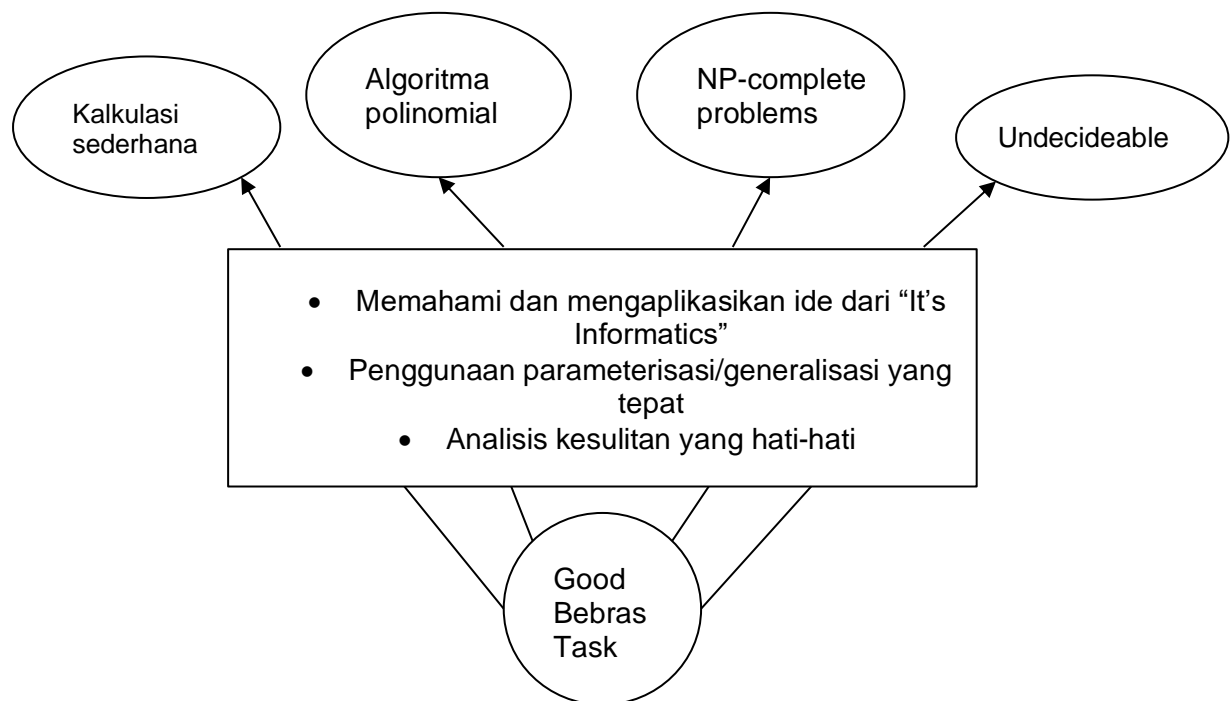 Kalkulasi
sederhana
Algoritma
polinomial
NP-complete
problems
Undecideable
• Memahami dan mengaplikasikan ide dari “It’s
Informatics”
• Penggunaan parameterisasi/generalisasi yang
tepat
• Analisis kesulitan yang hati-hati
Good
Bebras
Task